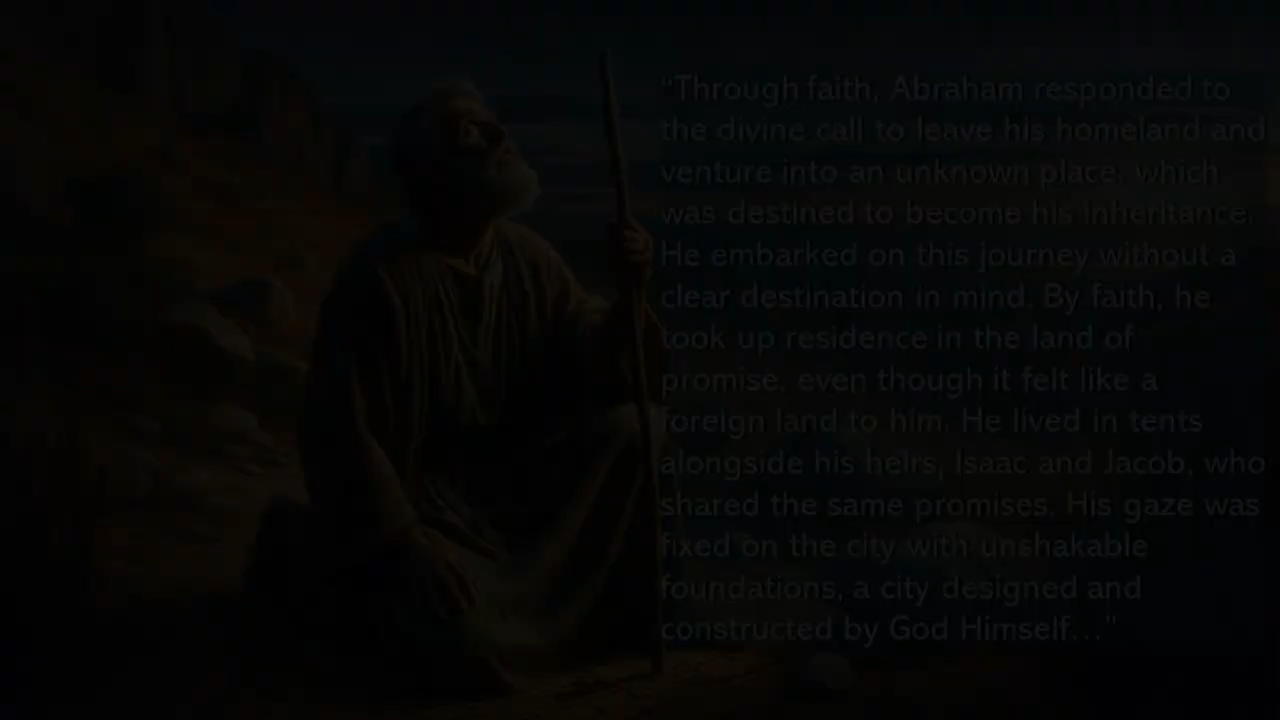 "Through faith, Abraham responded to
the divine call to leave his homeland and
venture into an unknown place, which
was destined to become his inheritance.
He embarked on this journey without a
clear destination in mind. By faith, he
took up residence in the land of
promise, even though it felt like a
foreign land to him. He lived in tents
alongside his heirs, Isaac and Jacob, who
shared the same promises. His gaze was
fixed on the city with unshakable
foundations, a city designed and
constructed by God Himself..."